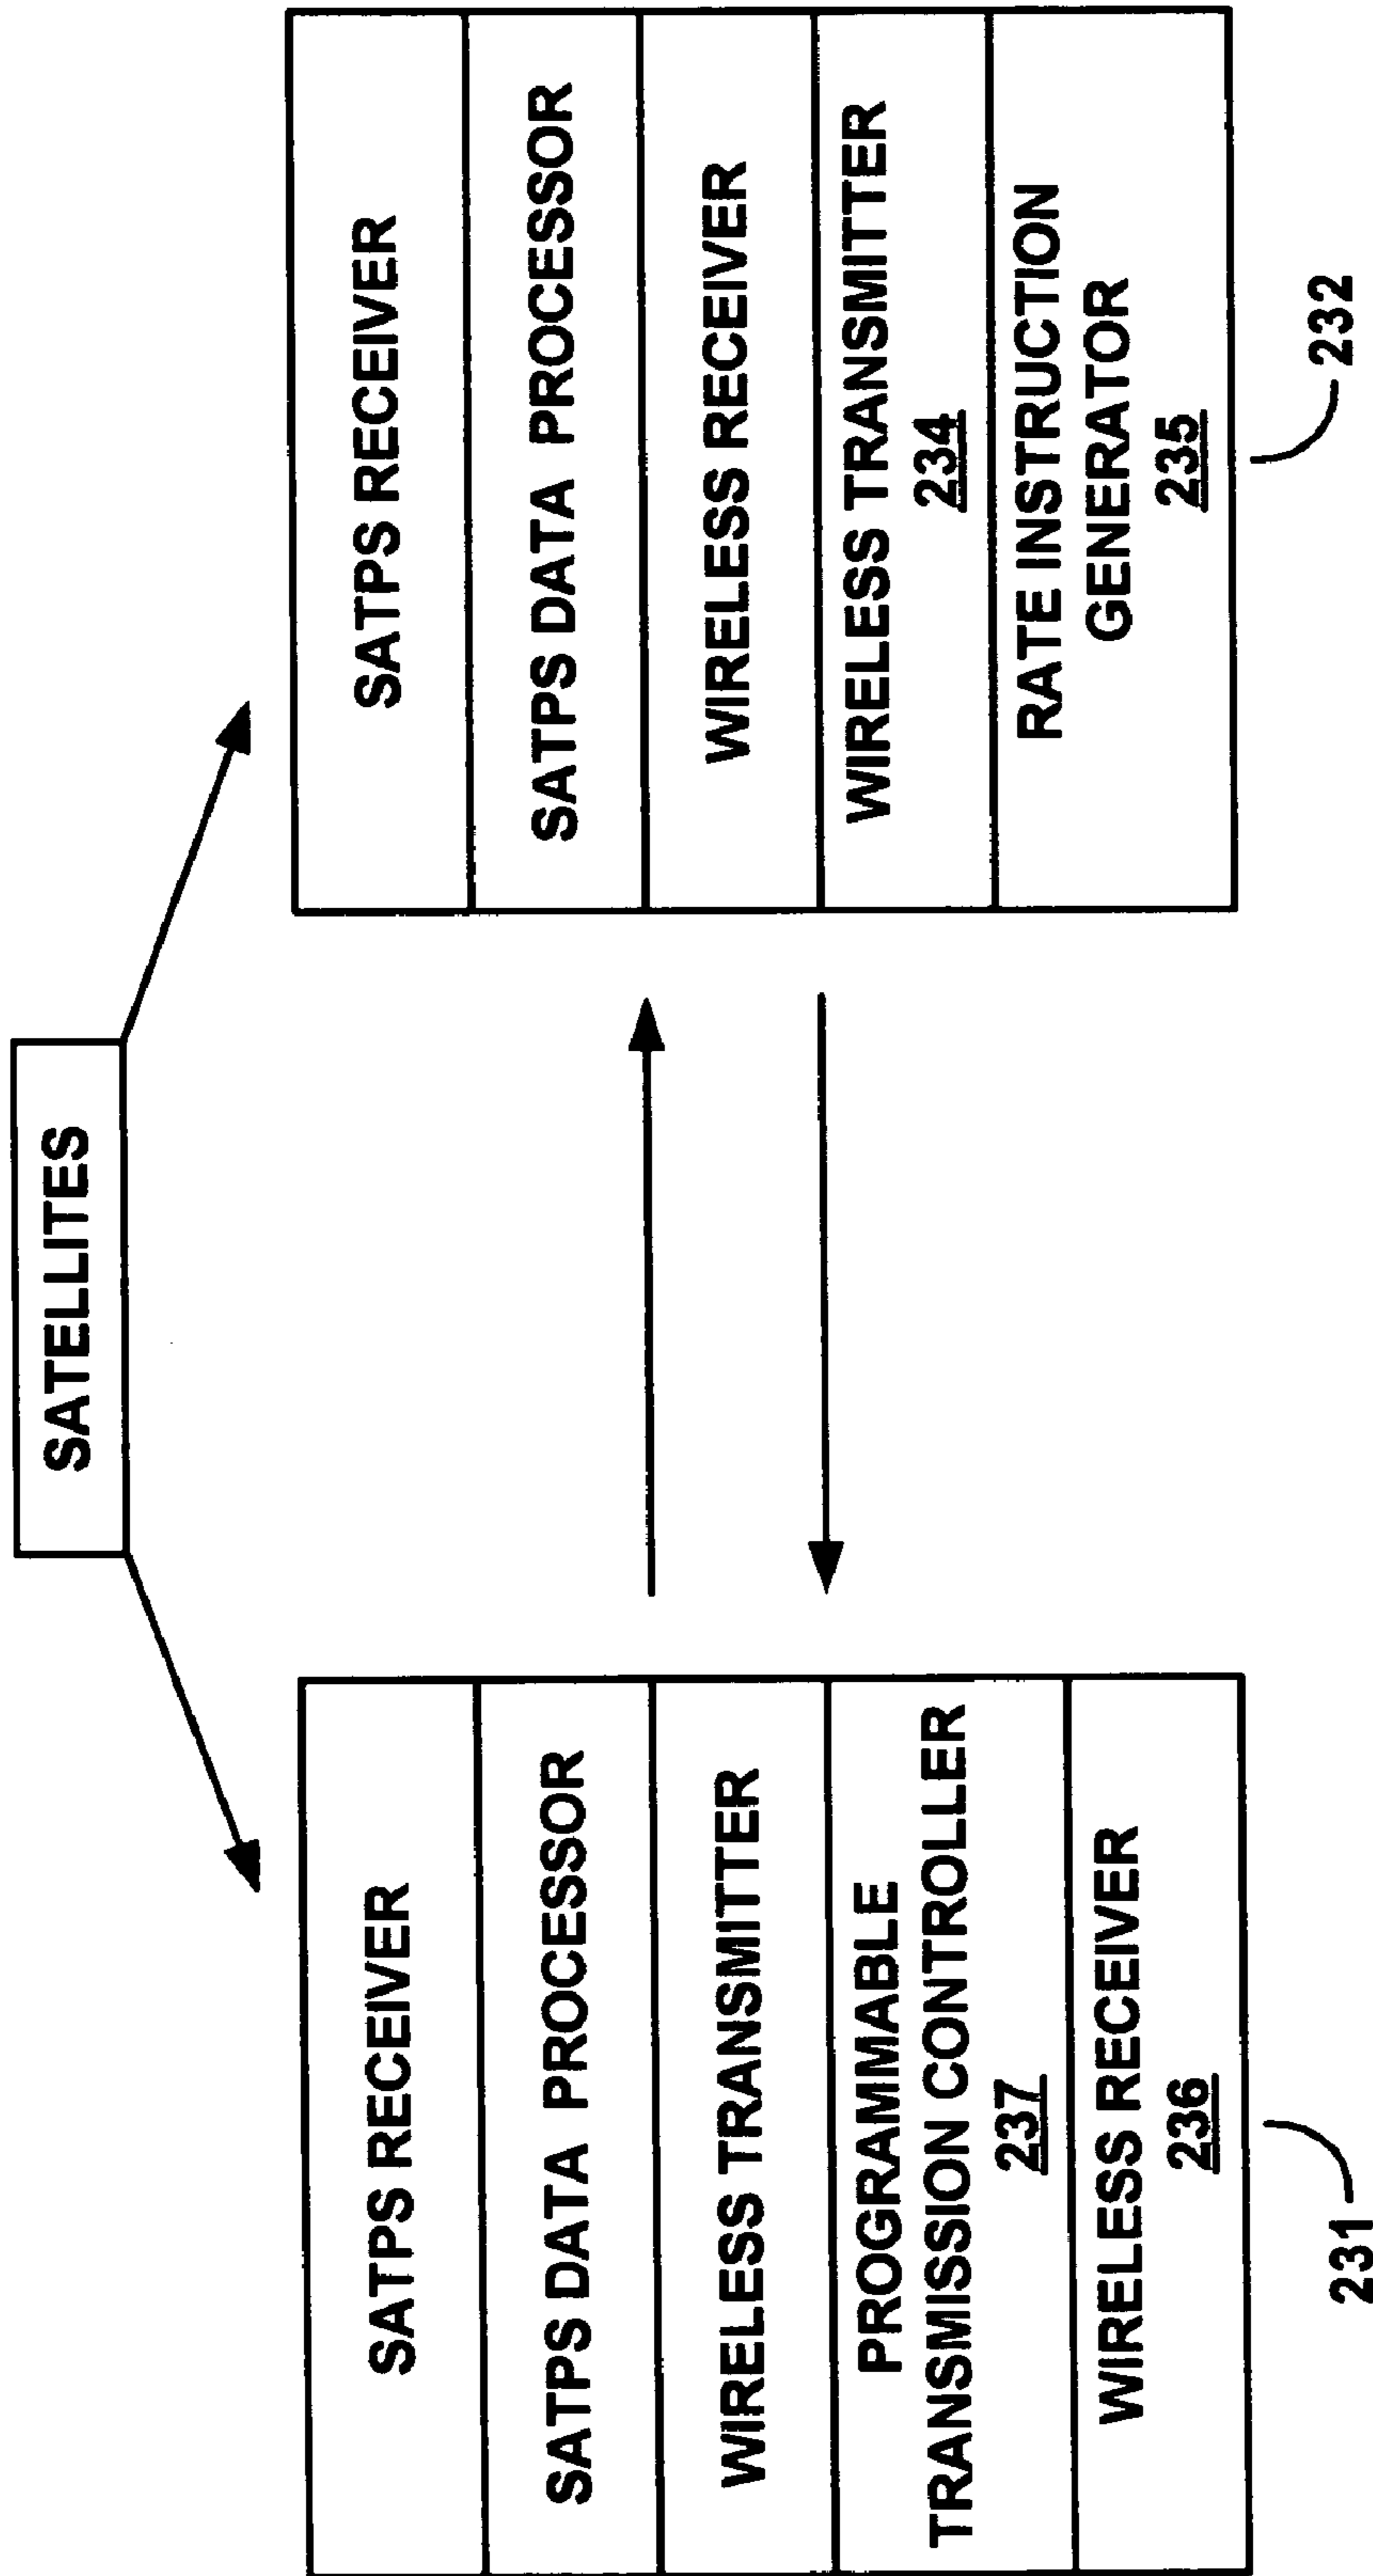 SATELLITES
SATPS RECEIVER
SATPS DATA PROCESSOR
WIRELESS TRANSMITTER
PROGRAMMABLE
TRANSMISSION CONTROLLER
237
WIRELESS RECEIVER
236
231
SATPS RECEIVER
SATPS DATA PROCESSOR
WIRELESS RECEIVER
WIRELESS TRANSMITTER
234
RATE INSTRUCTION
GENERATOR
235
232